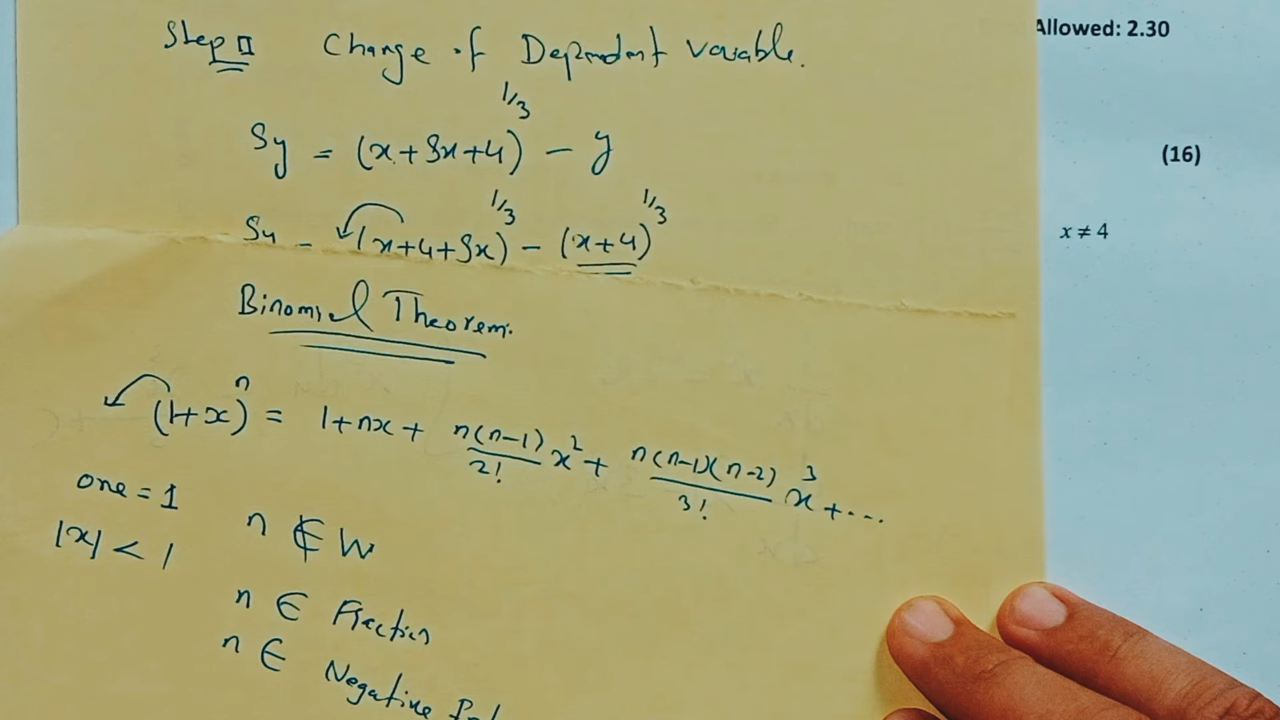 Step II Change of Dependent Variable.
δy = (x+δx+4)^{1/3} − y
δy = (x+4+δx)^{1/3} − (x+4)^{1/3}
Binomial Theorem.
(1+x)^n = 1+nx+ n(n-1)/2! x² + n(n-1)(n-2)/3! x³ +...
one = 1
|x| < 1
n ∉ W
n ∈ Fraction
n ∈ Negative
Allowed: 2.30
(16)
x ≠ 4